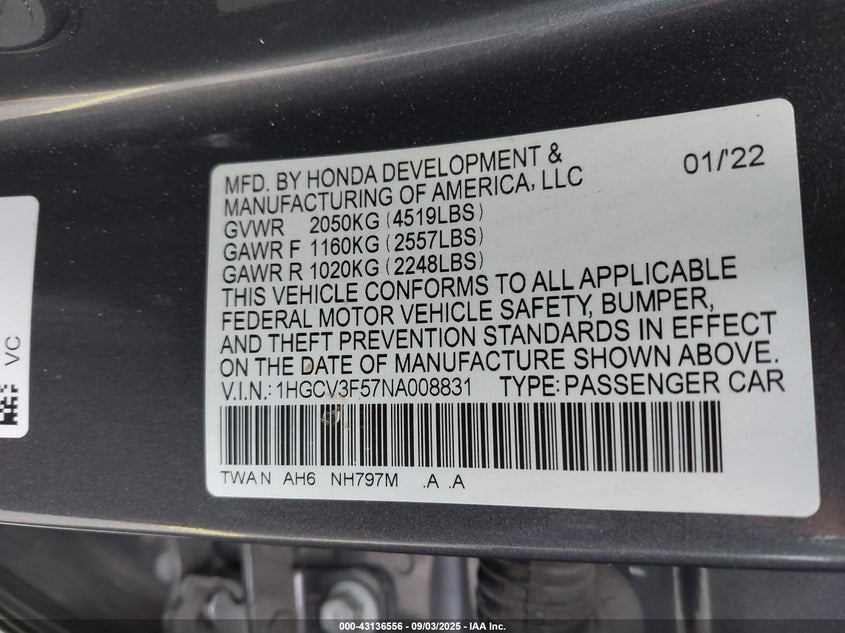 MFD. BY HONDA DEVELOPMENT & 01/'22
MANUFACTURING OF AMERICA, LLC
GVWR 2050KG (4519LBS)
GAWR F 1160KG (2557LBS)
GAWR R 1020KG (2248LBS)
THIS VEHICLE CONFORMS TO ALL APPLICABLE
FEDERAL MOTOR VEHICLE SAFETY, BUMPER,
AND THEFT PREVENTION STANDARDS IN EFFECT
ON THE DATE OF MANUFACTURE SHOWN ABOVE.
V.I.N.: 1HGCV3F57NA008831 TYPE: PASSENGER CAR
TWA N AH6 NH797M .A .A
VC
000-43136556 - 09/03/2025 - IAA Inc.